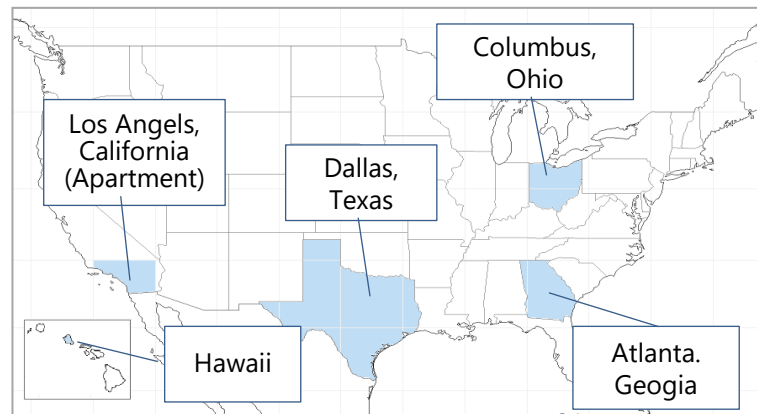 Columbus,
Ohio
Los Angels,
California
(Apartment)
Dallas,
Texas
Hawaii
Atlanta.
Geogia